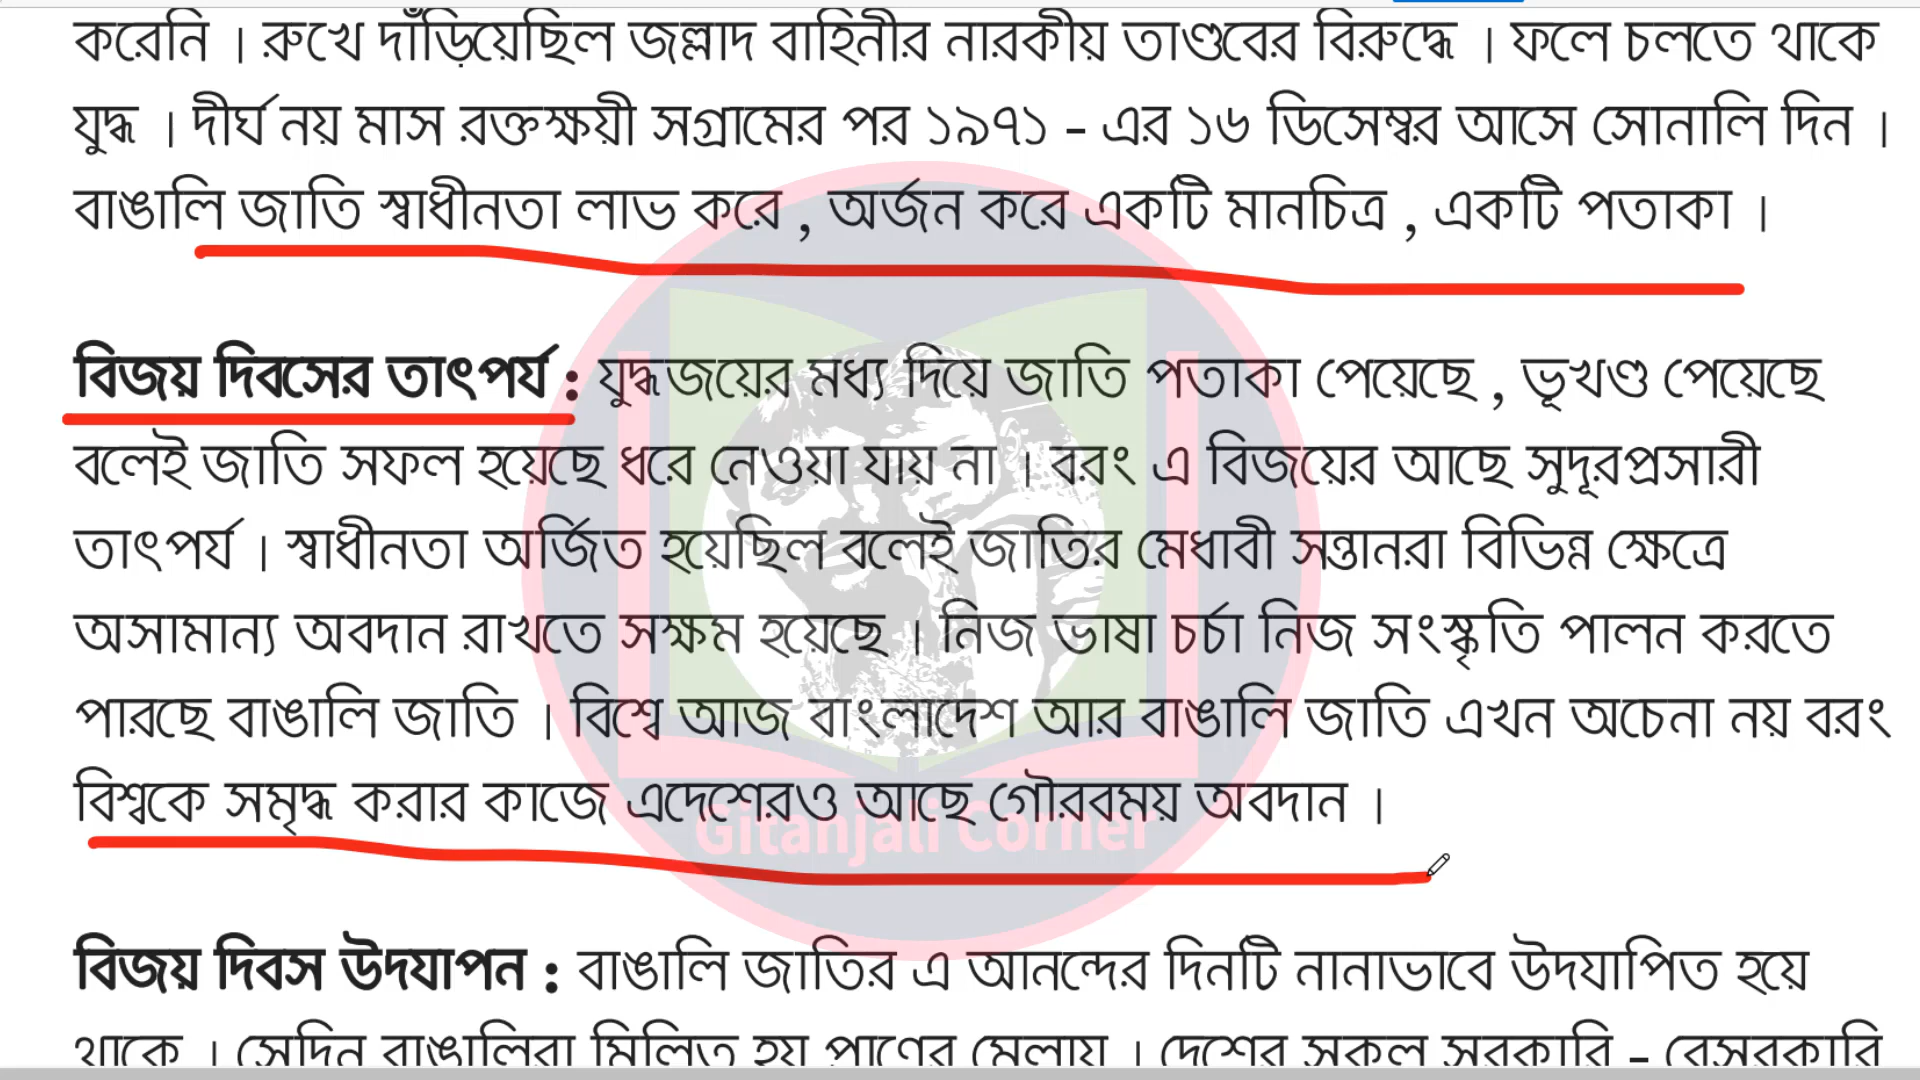 করেনি । রুখে দাঁড়িয়েছিল জল্লাদ বাহিনীর নারকীয় তাণ্ডবের বিরুদ্ধে । ফলে চলতে থাকে
যুদ্ধ । দীর্ঘ নয় মাস রক্তক্ষয়ী সগ্রামের পর ১৯৭১ - এর ১৬ ডিসেম্বর আসে সোনালি দিন ।
বাঙালি জাতি স্বাধীনতা লাভ করে , অর্জন করে একটি মানচিত্র , একটি পতাকা ।
বিজয় দিবসের তাৎপর্য : যুদ্ধজয়ের মধ্য দিয়ে জাতি পতাকা পেয়েছে , ভূখণ্ড পেয়েছে
বলেই জাতি সফল হয়েছে ধরে নেওয়া যায় না । বরং এ বিজয়ের আছে সুদূরপ্রসারী
তাৎপর্য । স্বাধীনতা অর্জিত হয়েছিল বলেই জাতির মেধাবী সন্তানরা বিভিন্ন ক্ষেত্রে
অসামান্য অবদান রাখতে সক্ষম হয়েছে । নিজ ভাষা চর্চা নিজ সংস্কৃতি পালন করতে
পারছে বাঙালি জাতি । বিশ্বে আজ বাংলাদেশ আর বাঙালি জাতি এখন অচেনা নয় বরং
বিশ্বকে সমৃদ্ধ করার কাজে এদেশেরও আছে গৌরবময় অবদান ।
Gitanjali Corner
বিজয় দিবস উদযাপন : বাঙালি জাতির এ আনন্দের দিনটি নানাভাবে উদযাপিত হয়ে
থাকে । সেদিন বাঙালিরা মিলিত হয় প্রাণের মেলায় । দেশের সকল সরকারি - বেসরকারি